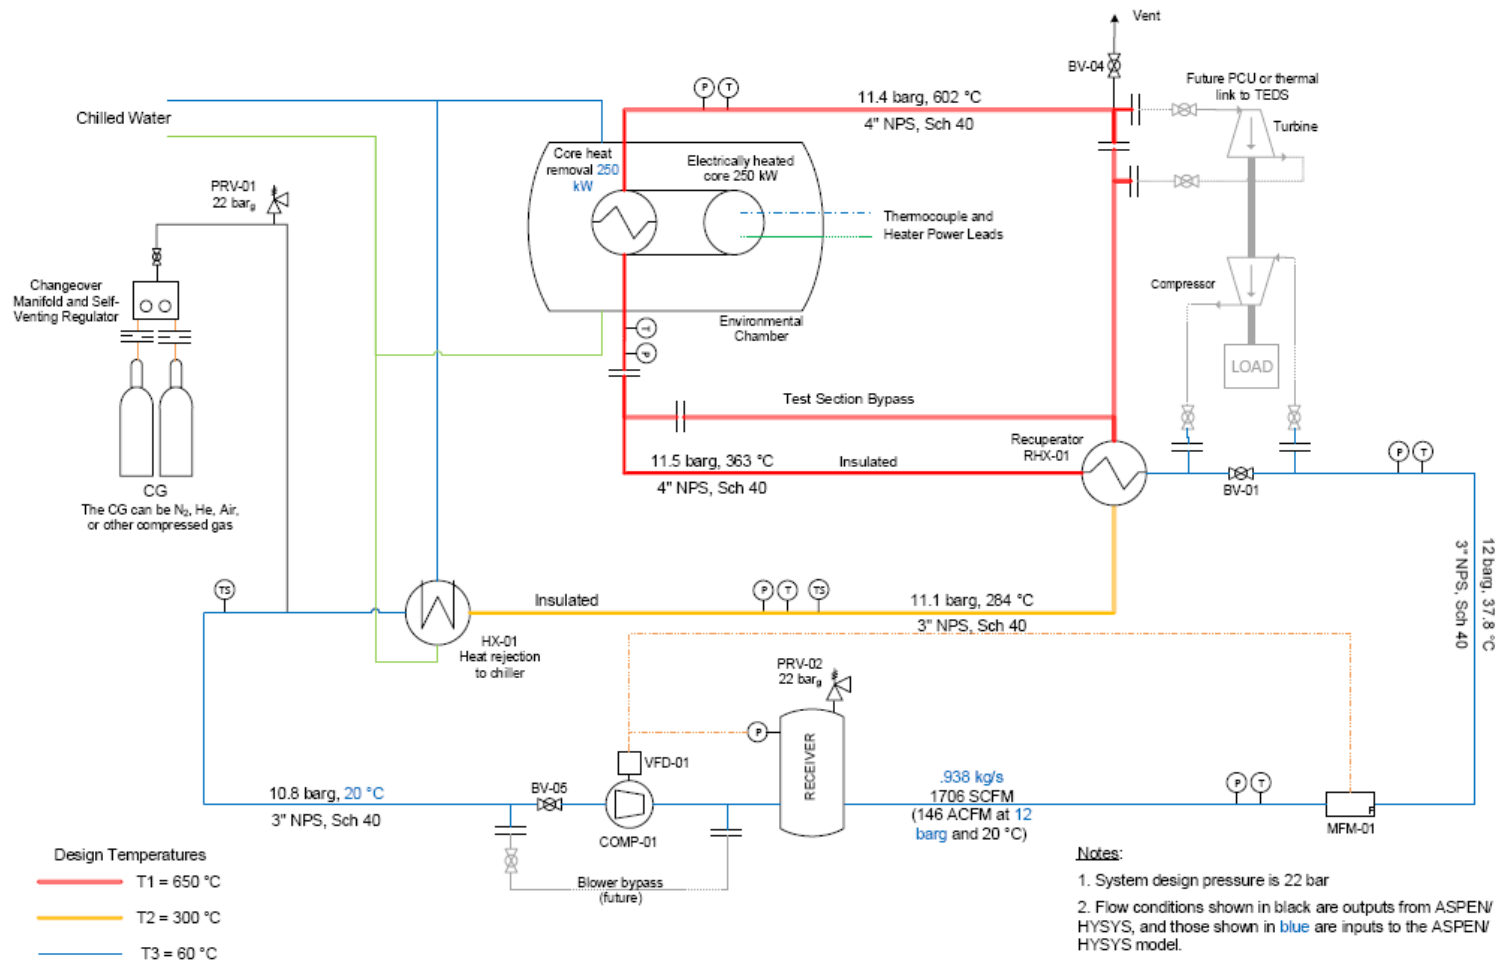 Vent
BV-04
Future PCU or thermal
link to TEDS
Turbine
P
T
11.4 barg, 602 °C
4" NPS, Sch 40
Chilled Water
Core heat
removal 250
kW
Electrically heated
core 250 kW
PRV-01
22 barg
Thermocouple and
Heater Power Leads
Changeover
Manifold and Self-
Venting Regulator
Compressor
Environmental
Chamber
T
P
LOAD
Test Section Bypass
Recuperator
RHX-01
11.5 barg, 363 °C
Insulated
4" NPS, Sch 40
P
T
BV-01
CG
The CG can be N₂, He, Air,
or other compressed gas
12 barg, 37.8 °C
3" NPS, Sch 40
TS
Insulated
P
T
TS
11.1 barg, 284 °C
3" NPS, Sch 40
HX-01
Heat rejection
to chiller
PRV-02
22 barg
P
VFD-01
RECEIVER
10.8 barg, 20 °C
3" NPS, Sch 40
BV-05
COMP-01
.938 kg/s
1706 SCFM
(146 ACFM at 12
barg and 20 °C)
P
T
F
MFM-01
Blower bypass
(future)
Design Temperatures
T1 = 650 °C
T2 = 300 °C
T3 = 60 °C
Notes:
1. System design pressure is 22 bar
2. Flow conditions shown in black are outputs from ASPEN/
HYSYS, and those shown in blue are inputs to the ASPEN/
HYSYS model.